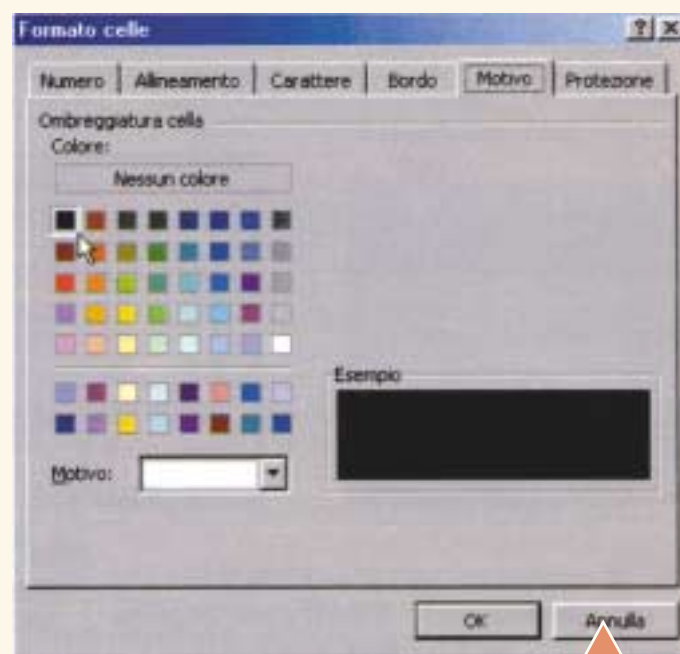 Formato celle
Numero Allineamento Carattere Bordo Motivo Protezione
Ombreggiatura cella
Colore:
Nessun colore
Esempio
Motivo:
OK Annulla